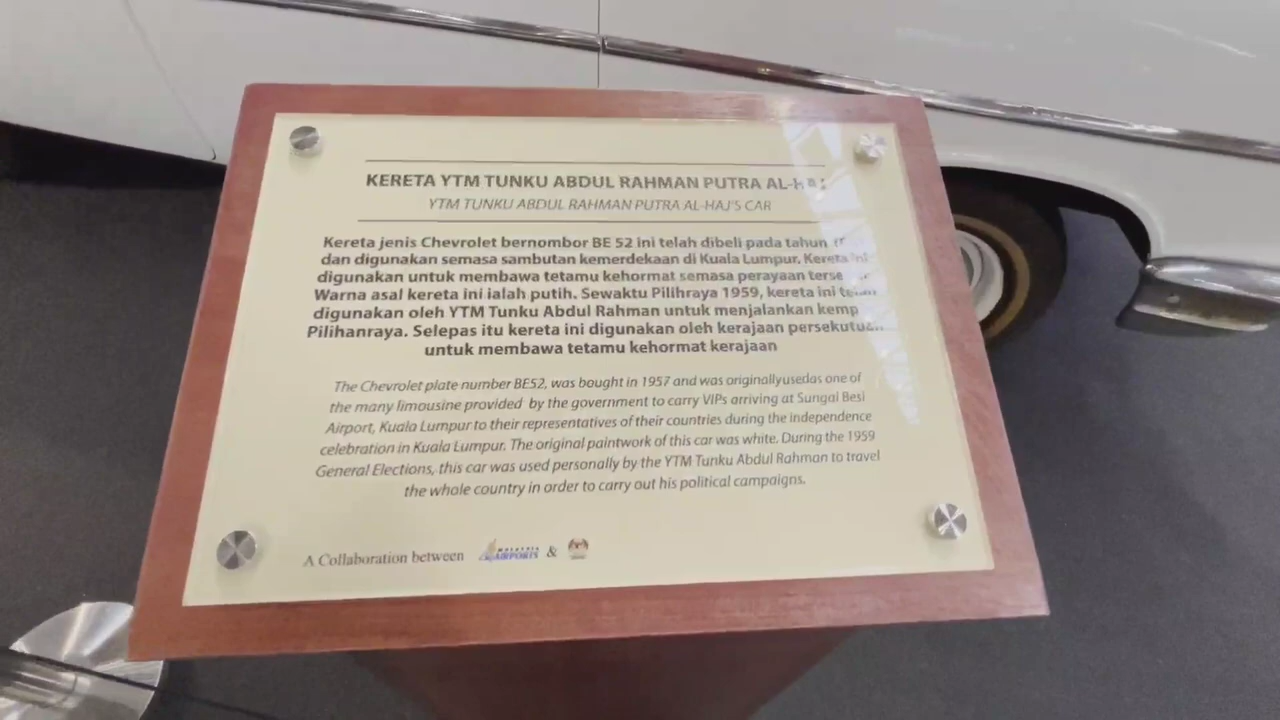 KERETA YTM TUNKU ABDUL RAHMAN PUTRA AL-HAJ
YTM TUNKU ABDUL RAHMAN PUTRA AL-HAJ'S CAR
Kereta jenis Chevrolet bernombor BE 52 ini telah dibeli pada tahun
dan digunakan semasa sambutan kemerdekaan di Kuala Lumpur. Kereta ini
digunakan untuk membawa tetamu kehormat semasa perayaan
Warna asal kereta ini ialah putih. Sewaktu Pilihraya 1959, kereta ini telah
digunakan oleh YTM Tunku Abdul Rahman untuk menjalankan
Pilihanraya. Selepas itu kereta ini digunakan oleh kerajaan persekutuan
untuk membawa tetamu kehormat kerajaan
The Chevrolet plate number BE52, was bought in 1957 and was originallyusedas one of
the many limousine provided by the government to carry VIPs arriving at Sungai Besi
Airport, Kuala Lumpur to their representatives of their countries during the independence
celebration in Kuala Lumpur. The original paintwork of this car was white. During the 1959
General Elections, this car was used personally by the YTM Tunku Abdul Rahman to travel
the whole country in order to carry out his political campaigns.
A Collaboration between MALAYSIA AIRPORTS &